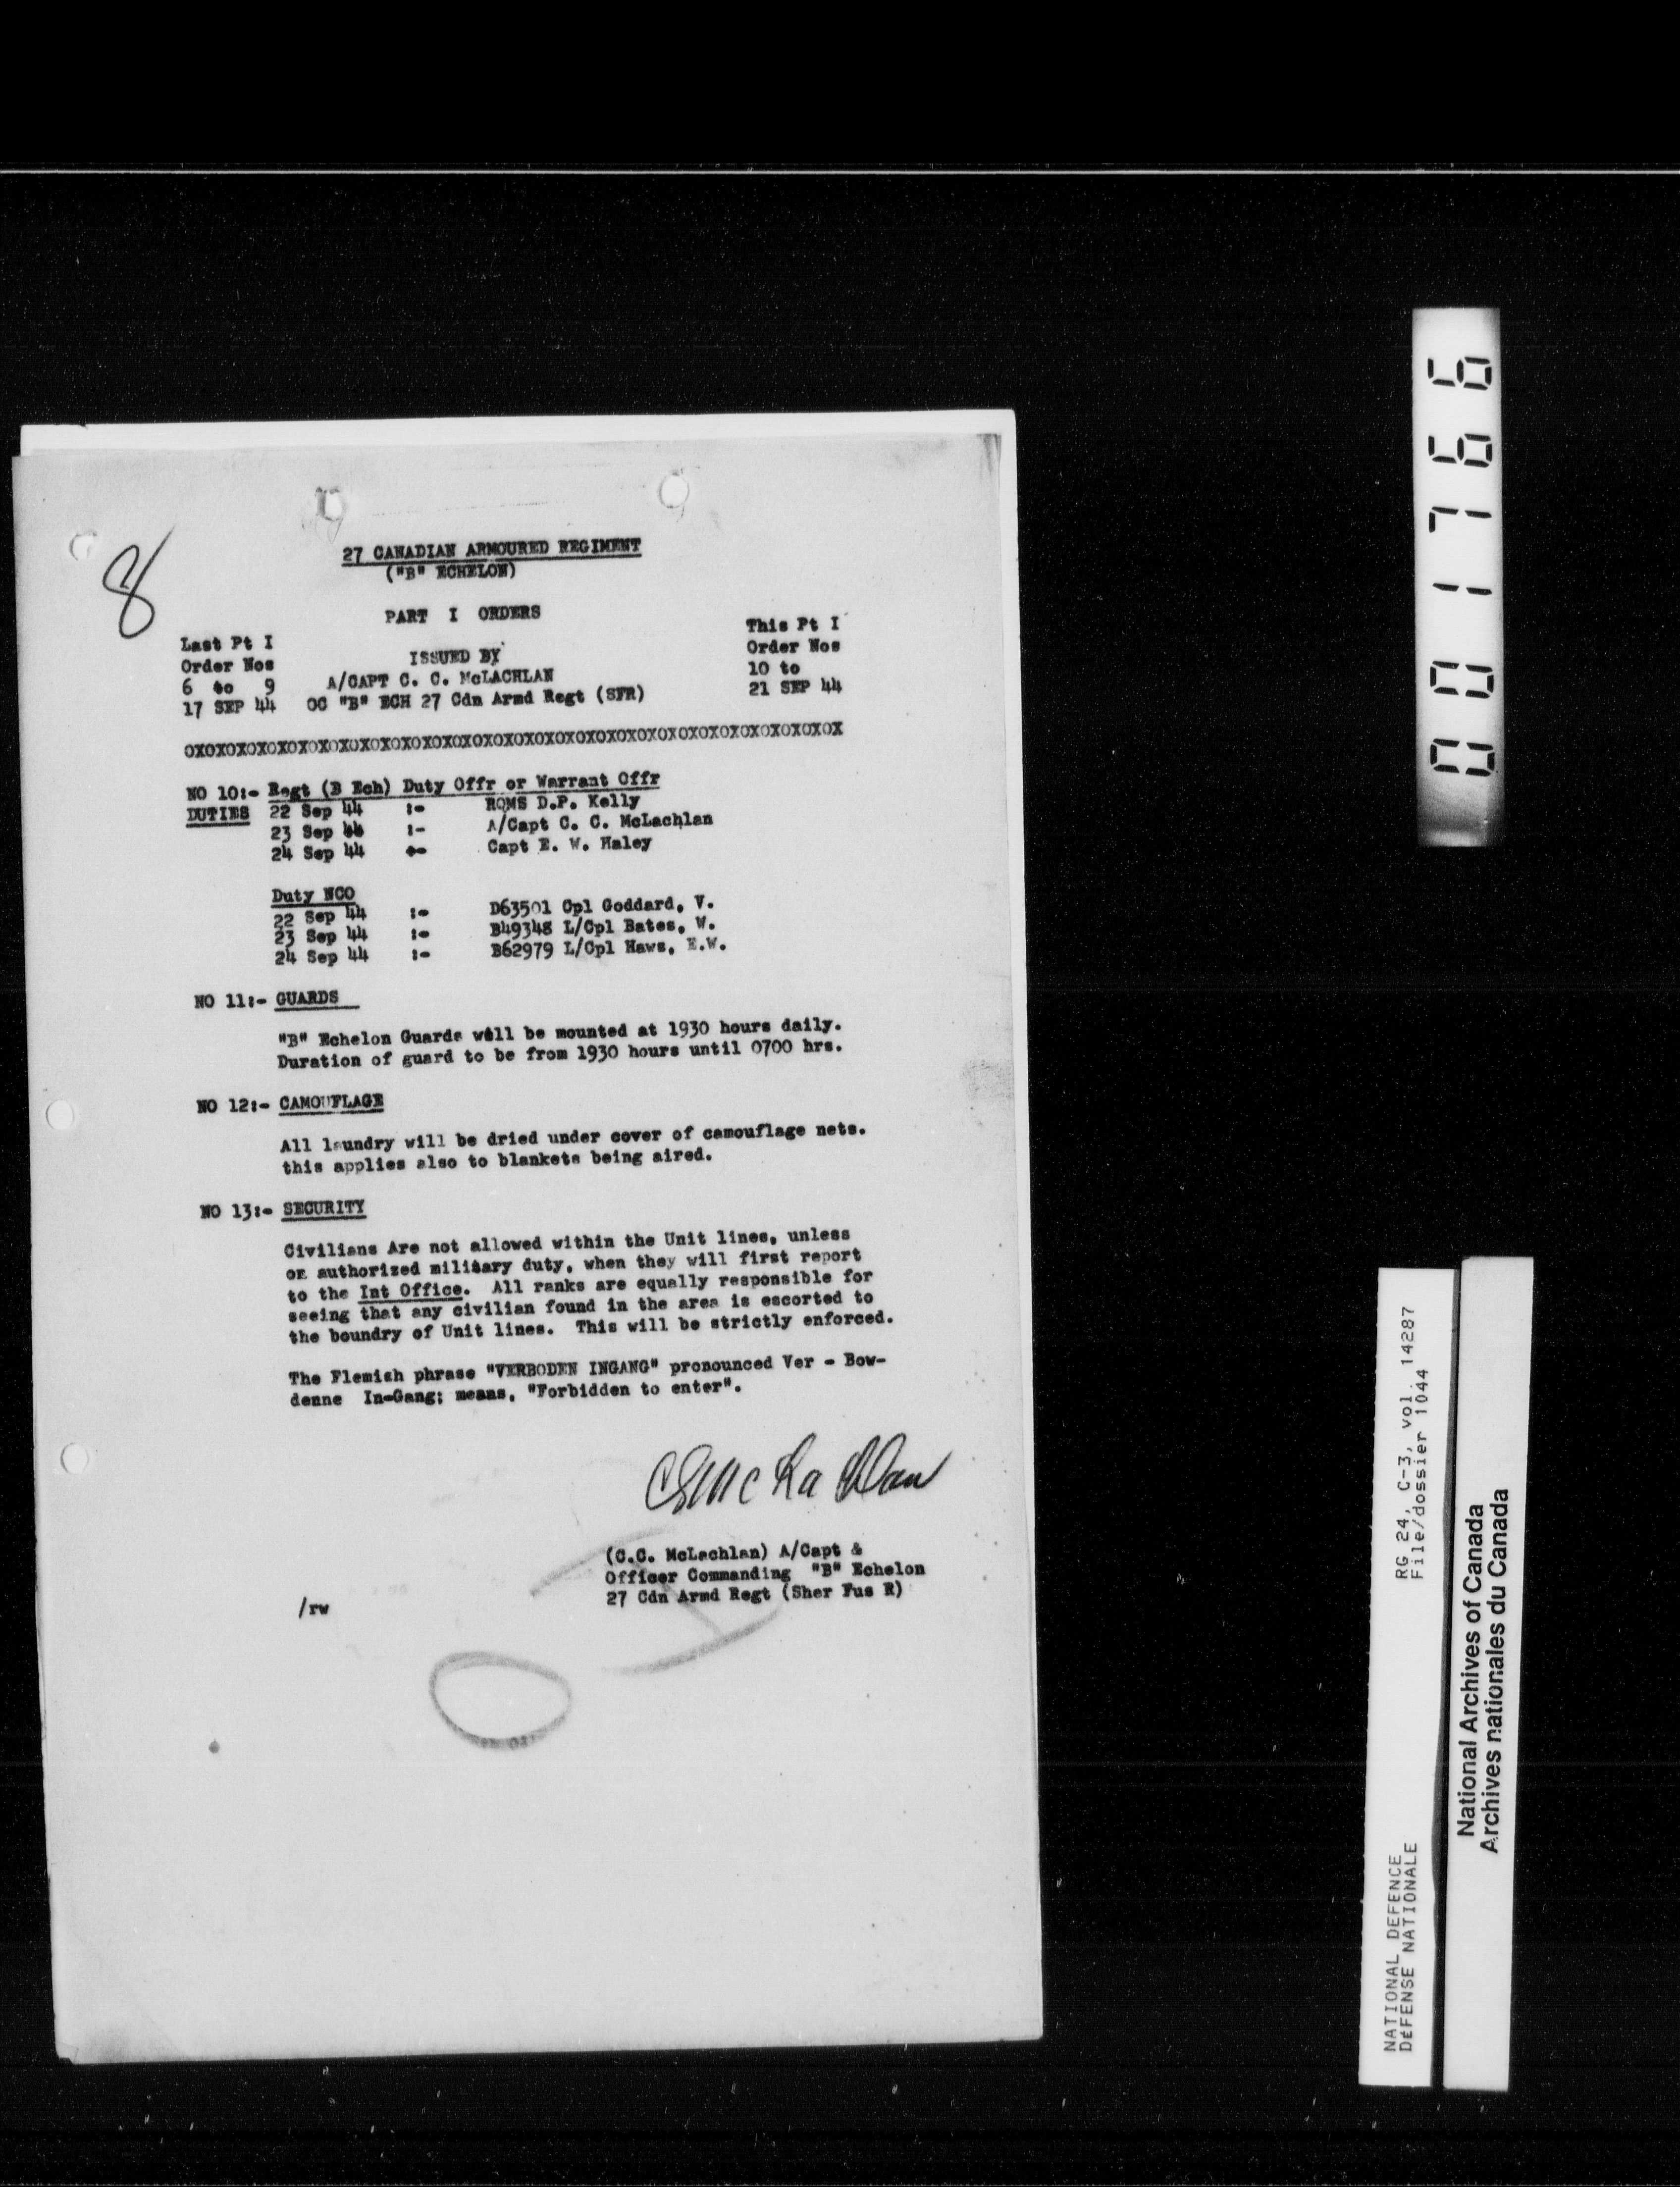 8
27 CANADIAN ARMOURED REGIMENT
("B" ECHELON)
PART I ORDERS
Last Pt I
Order Nos
6 to 9
17 SEP 44
ISSUED BY
A/CAPT C. C. McLACHLAN
OC "B" ECH 27 Cdn Armd Regt (SFR)
This Pt I
Order Nos
10 to
21 SEP 44
OXOXOXOXOXOXOXOXOXOXOXOXOXOXOXOXOXOXOXOXOXOXOXOXOXOXOXOXOXOXOXOX
NO 10:- Regt (B Ech) Duty Offr or Warrant Offr
DUTIES 22 Sep 44 :- RQMS D.P. Kelly
23 Sep 44 :- A/Capt C. C. McLachlan
24 Sep 44 :- Capt E. W. Haley
Duty NCO
22 Sep 44 :- D63501 Cpl Goddard, V.
23 Sep 44 :- B49348 L/Cpl Bates, W.
24 Sep 44 :- B62979 L/Cpl Haws, E.W.
NO 11:- GUARDS
"B" Echelon Guards will be mounted at 1930 hours daily.
Duration of guard to be from 1930 hours until 0700 hrs.
NO 12:- CAMOUFLAGE
All laundry will be dried under cover of camouflage nets.
this applies also to blankets being aired.
NO 13:- SECURITY
Civilians Are not allowed within the Unit lines, unless
on authorized military duty, when they will first report
to the Int Office. All ranks are equally responsible for
seeing that any civilian found in the area is escorted to
the boundry of Unit lines. This will be strictly enforced.
The Flemish phrase "VERBODEN INGANG" pronounced Ver - Bow-
denne In-Gang; means, "Forbidden to enter".
CC McLachlan
(C.C. McLachlan) A/Capt &
Officer Commanding "B" Echelon
27 Cdn Armd Regt (Sher Fus R)
/rw
001766
RG 24, C-3, vol. 14287
File/dossier 1044
NATIONAL DEFENCE
DÉFENSE NATIONALE
National Archives of Canada
Archives nationales du Canada